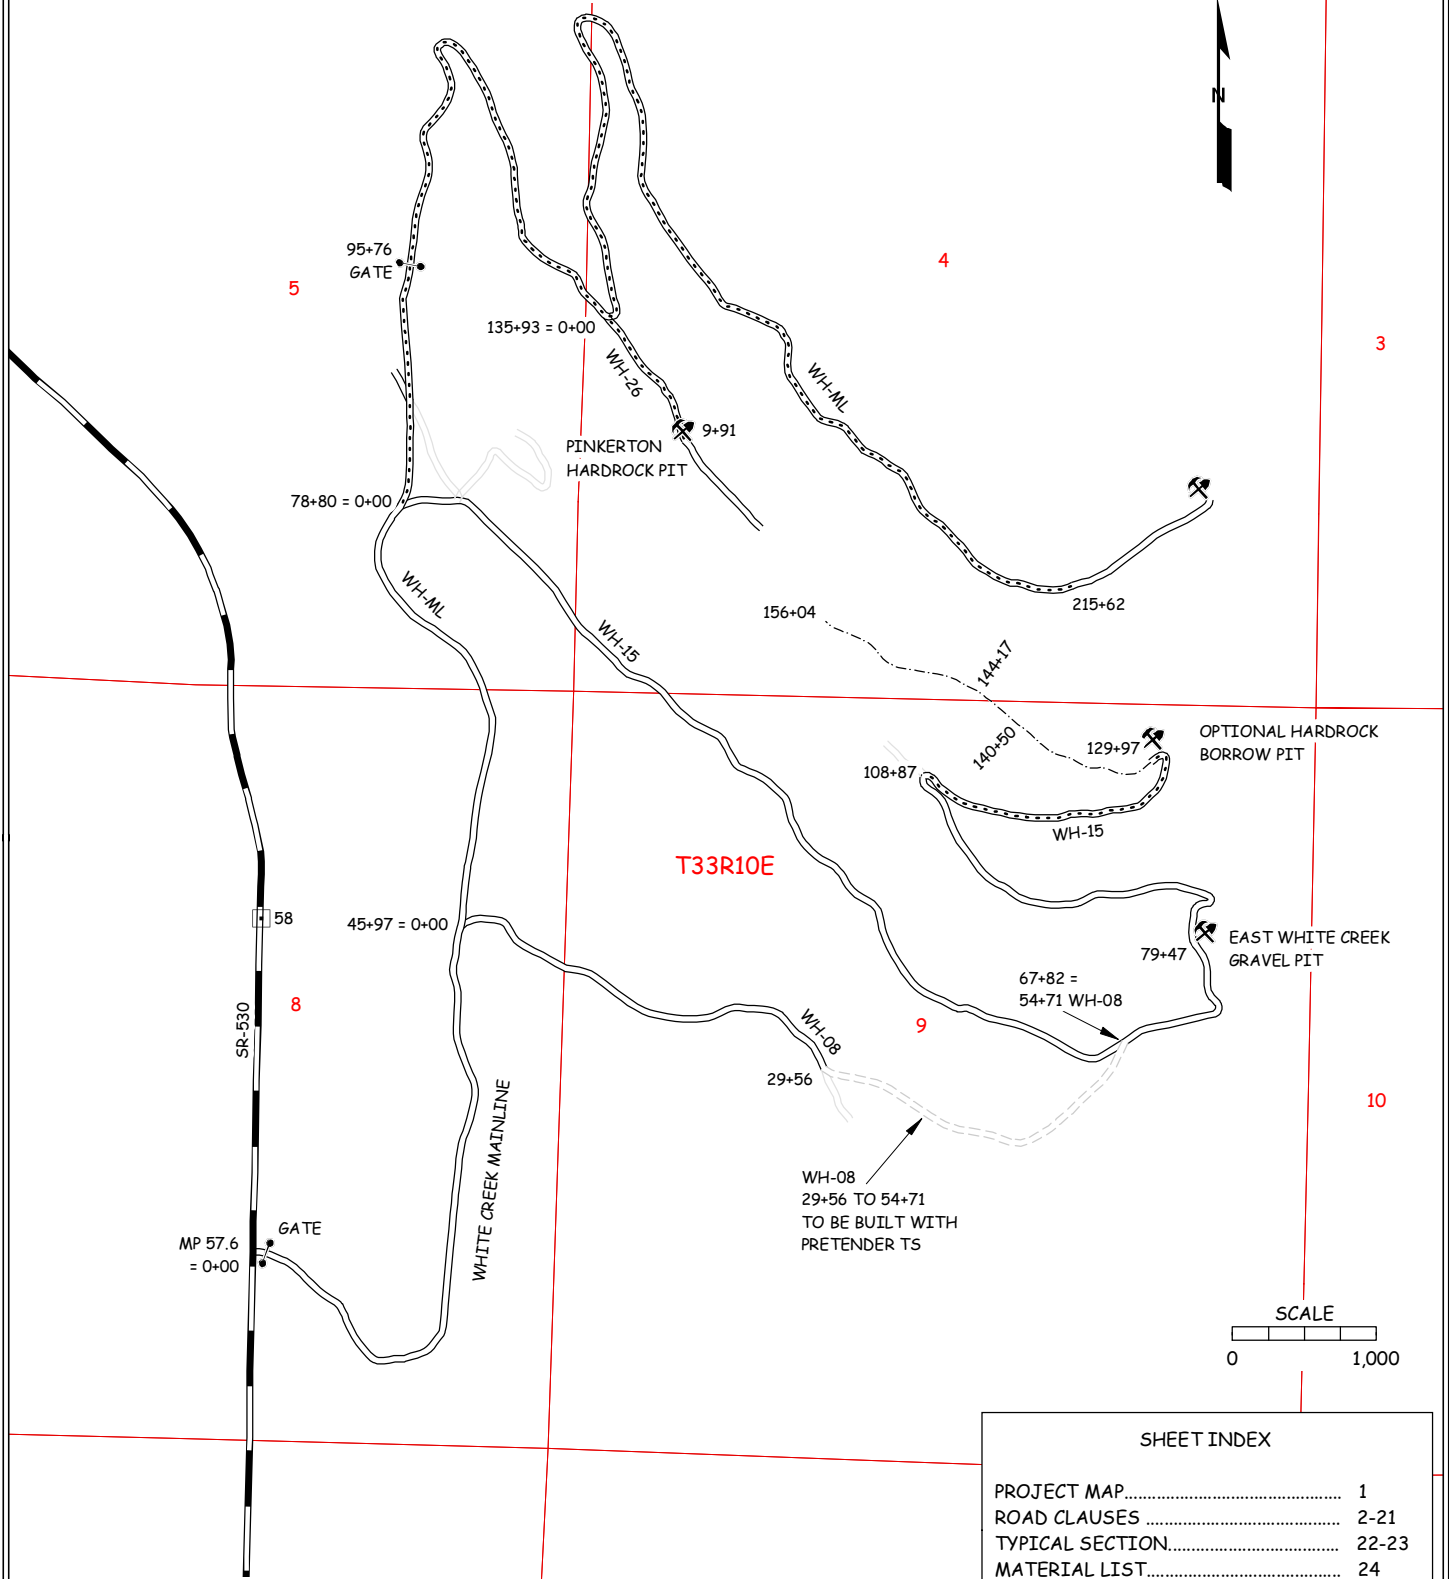 N
95+76
GATE
5
4
3
135+93 = 0+00
WH-26
WH-ML
9+91
PINKERTON
HARDROCK PIT
78+80 = 0+00
WH-ML
WH-15
156+04
215+62
144+17
140+50
129+97
OPTIONAL HARDROCK
BORROW PIT
108+87
WH-15
T33R10E
58
45+97 = 0+00
79+47
EAST WHITE CREEK
GRAVEL PIT
67+82 =
54+71 WH-08
8
SR-530
9
WH-08
29+56
10
WHITE CREEK MAINLINE
WH-08
29+56 TO 54+71
TO BE BUILT WITH
PRETENDER TS
GATE
MP 57.6
= 0+00
SCALE
0 1,000
SHEET INDEX
PROJECT MAP........................................... 1
ROAD CLAUSES ...................................... 2-21
TYPICAL SECTION.................................. 22-23
MATERIAL LIST....................................... 24